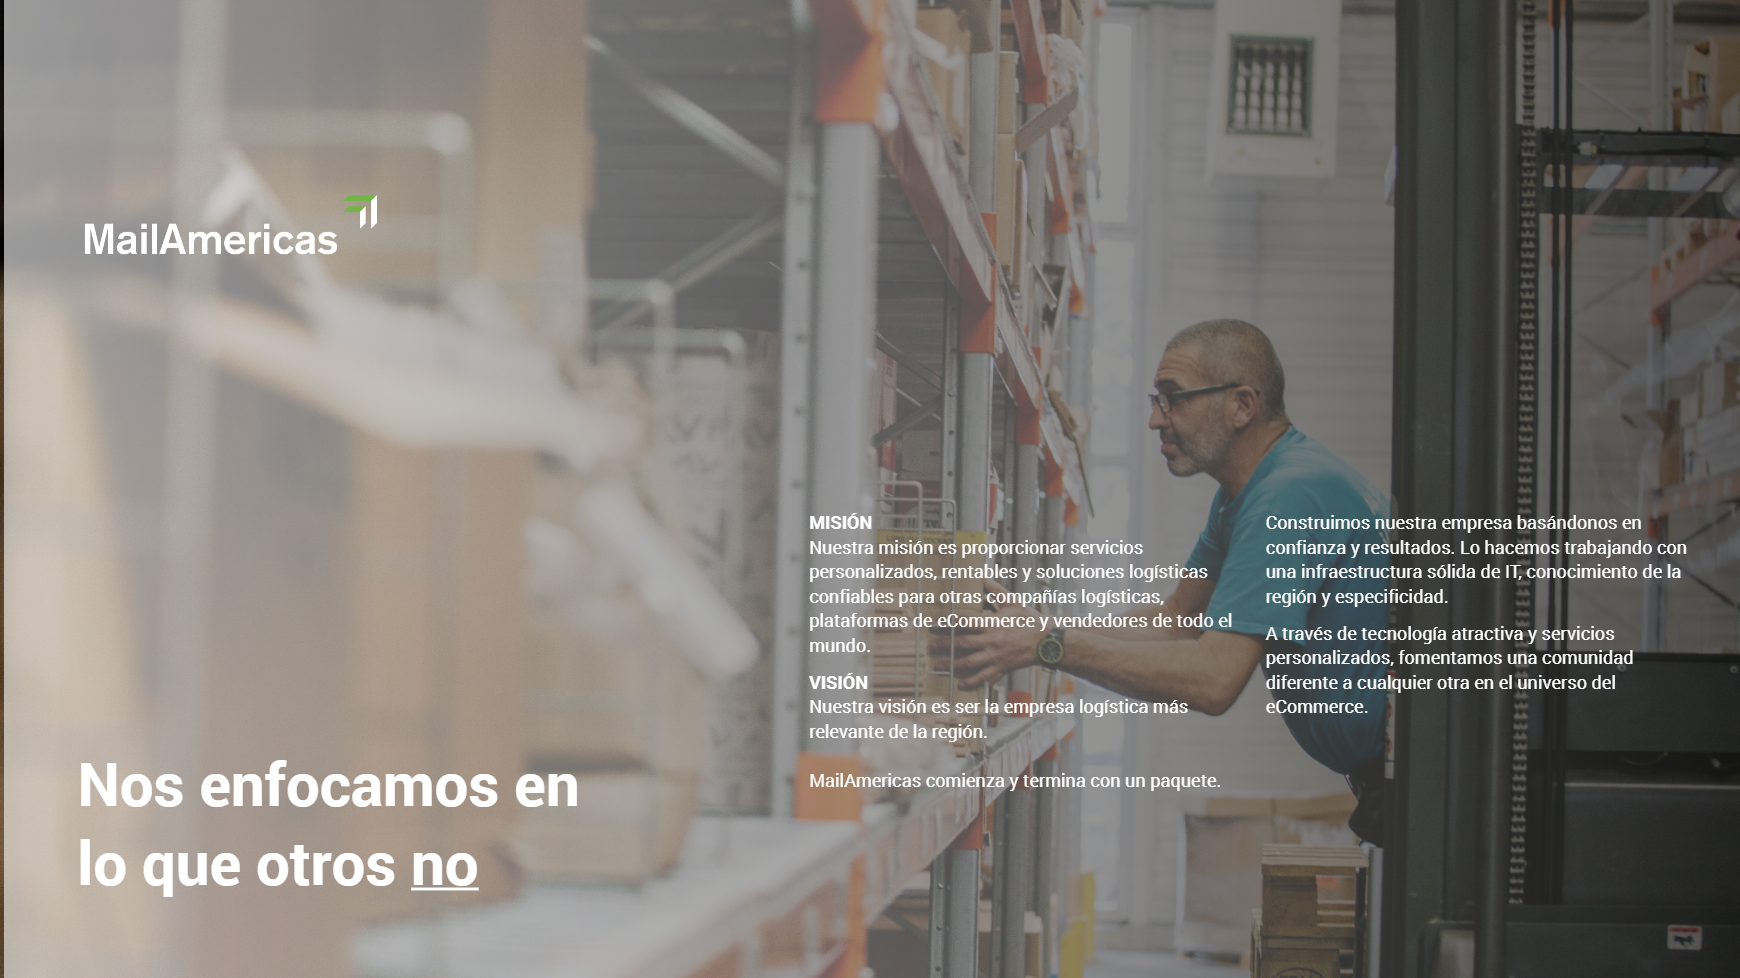 MailAmericas
Nos enfocamos en
lo que otros no
MISIÓN
Nuestra misión es proporcionar servicios
personalizados, rentables y soluciones logísticas
confiables para otras compañías logísticas,
plataformas de eCommerce y vendedores de todo el
mundo.
VISIÓN
Nuestra visión es ser la empresa logística más
relevante de la región.
MailAmericas comienza y termina con un paquete.
Construimos nuestra empresa basándonos en
confianza y resultados. Lo hacemos trabajando con
una infraestructura sólida de IT, conocimiento de la
región y especificidad.
A través de tecnología atractiva y servicios
personalizados, fomentamos una comunidad
diferente a cualquier otra en el universo del
eCommerce.